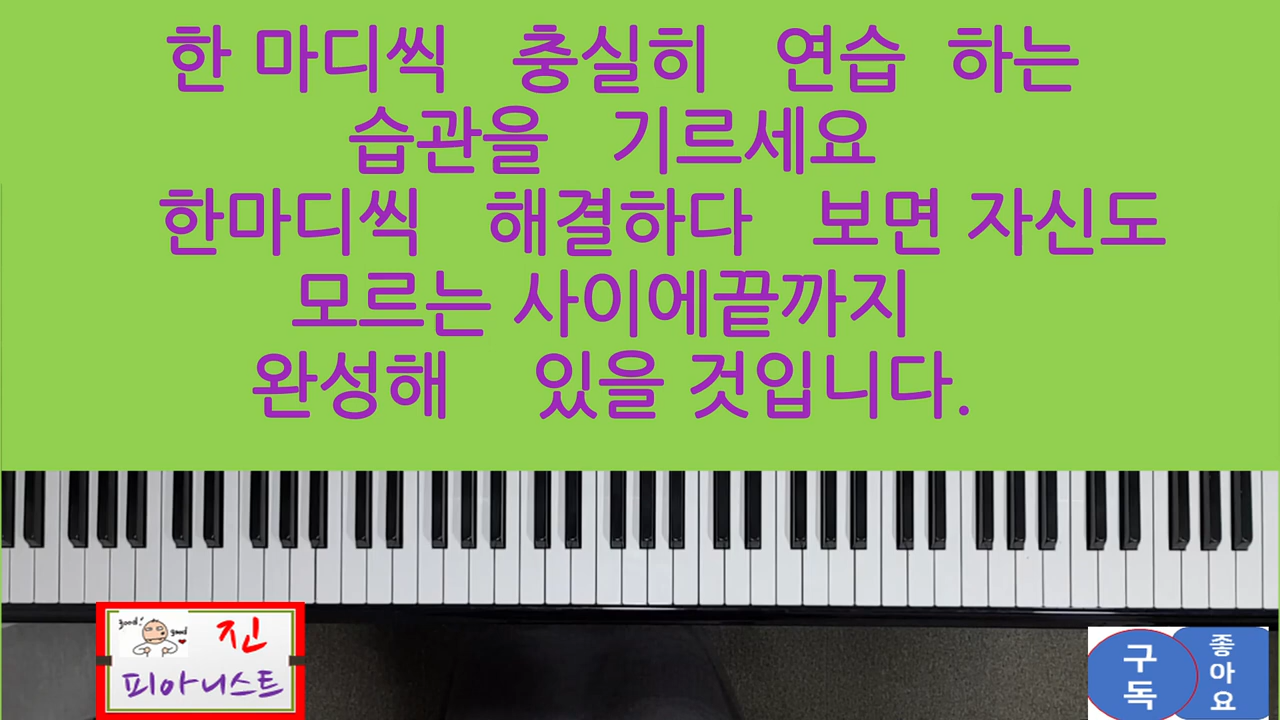 한 마디씩 충실히 연습 하는
습관을 기르세요
한마디씩 해결하다 보면 자신도
모르는 사이에끝까지
완성해 있을 것입니다.
good! good
진
피아니스트
구독
좋아요